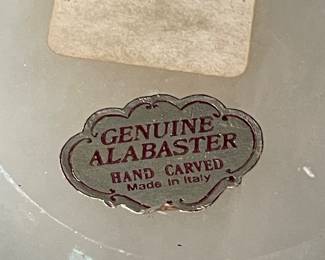 GENUINE
ALABASTER
HAND CARVED
Made in Italy